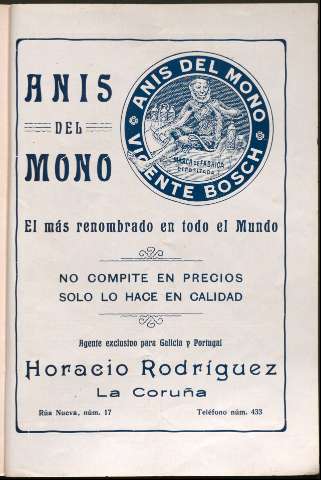 ANIS
DEL
MONO
ANIS DEL MONO
MARCA DE FABRICA
DEPOSITADA
VICENTE BOSCH
El más renombrado en todo el Mundo
NO COMPITE EN PRECIOS
SOLO LO HACE EN CALIDAD
Agente exclusivo para Galicia y Portugal
Horacio Rodríguez
La Coruña
Rúa Nueva, núm. 17 Teléfono núm. 433